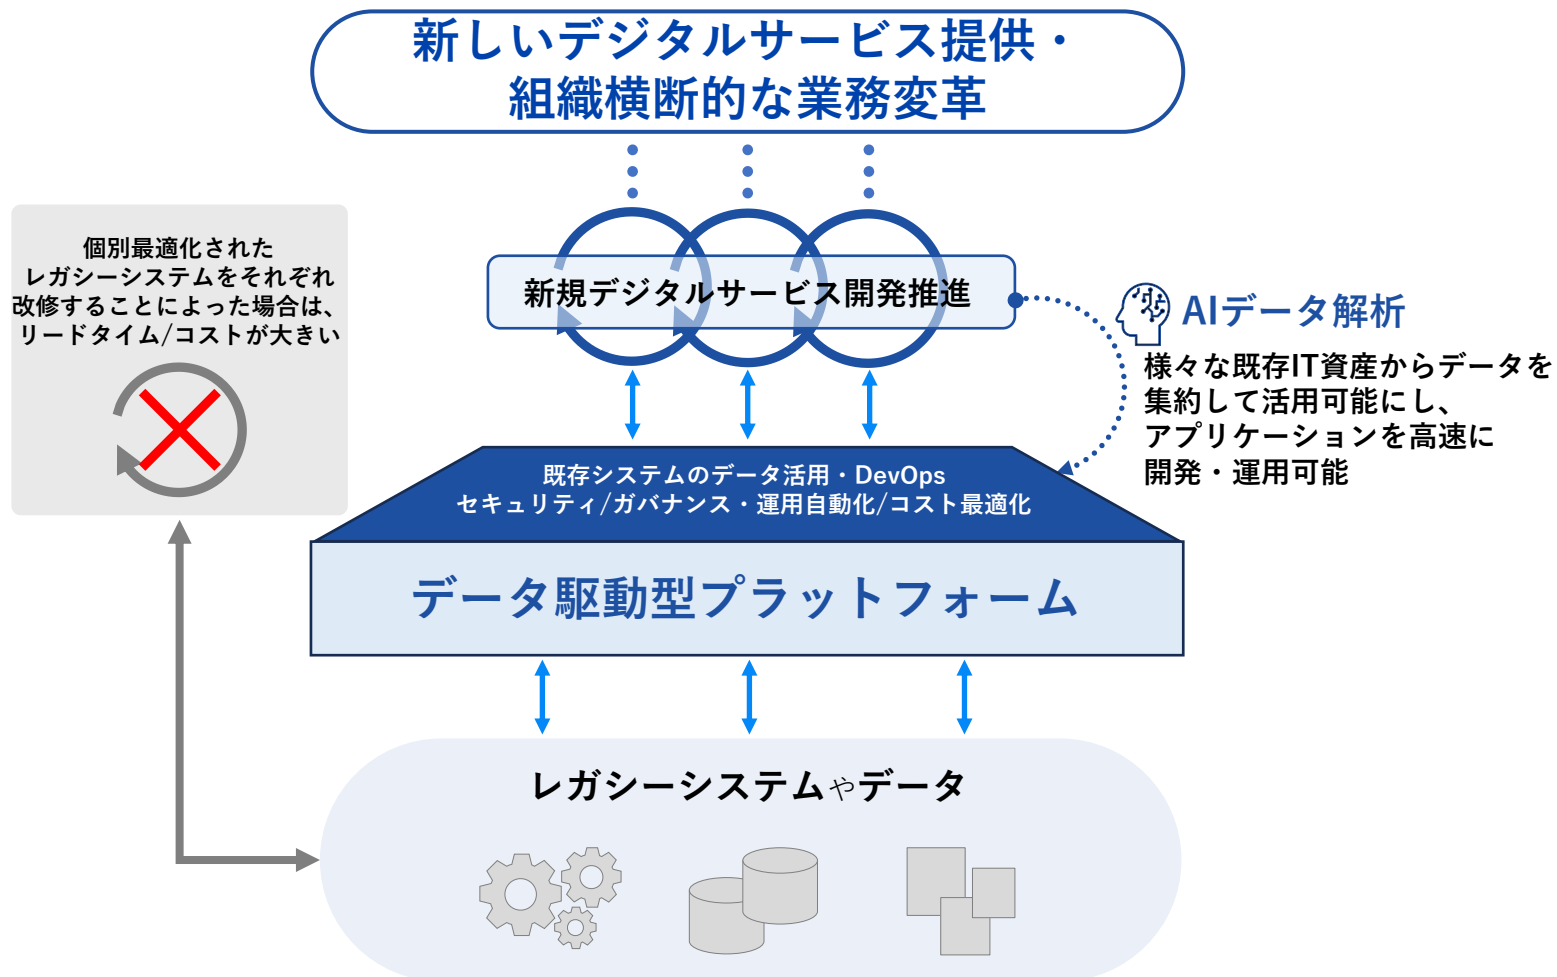 新しいデジタルサービス提供・
組織横断的な業務変革
個別最適化された
レガシーシステムをそれぞれ
改修することによった場合は、
リードタイム/コストが大きい
新規デジタルサービス開発推進
AIデータ解析
様々な既存IT資産からデータを
集約して活用可能にし、
アプリケーションを高速に
開発・運用可能
既存システムのデータ活用・DevOps
セキュリティ/ガバナンス・運用自動化/コスト最適化
データ駆動型プラットフォーム
レガシーシステムやデータ